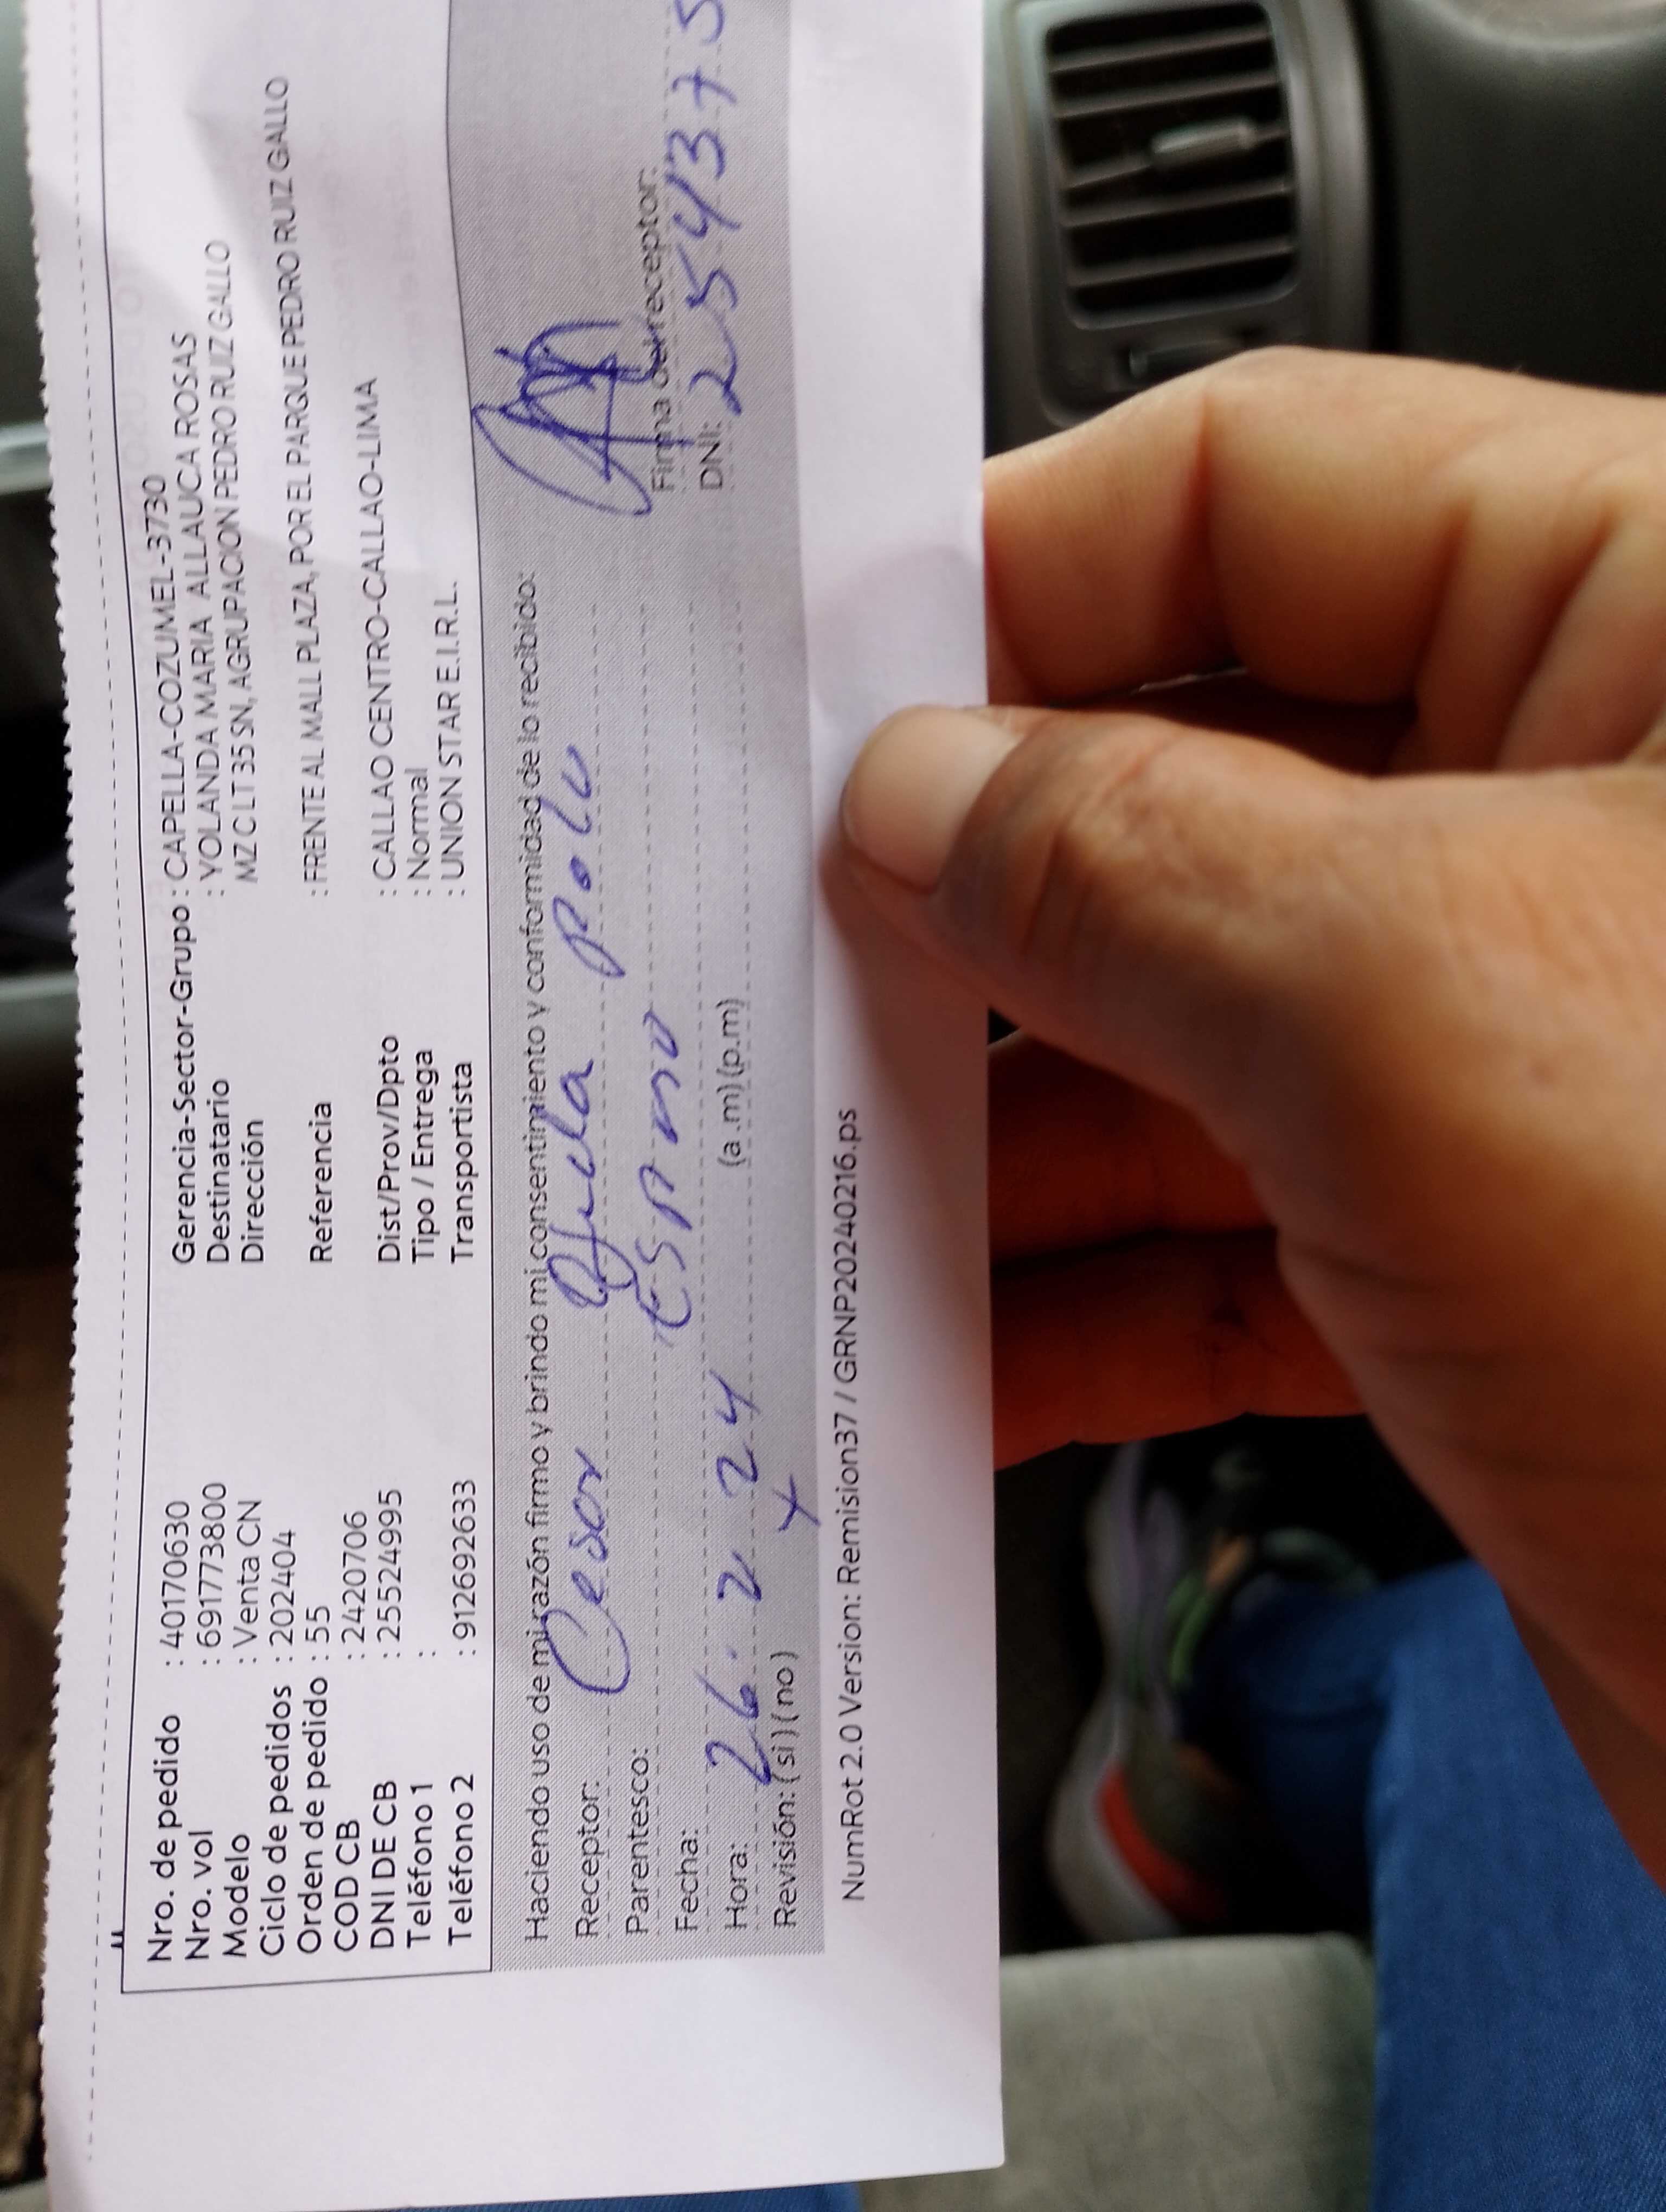 Nro. de pedido : 40170630 Gerencia-Sector-Grupo : CAPELLA-COZUMEL-3730
Nro. vol : 6917773800 Destinatario : YOLANDA MARIA ALLAUCA ROSAS
Modelo : Venta CN Dirección MZ C LT 35 SN, AGRUPACION PEDRO RUIZ GALLO
Ciclo de pedidos : 202404
Orden de pedido : 55 Referencia : FRENTE AL MALL PLAZA, POR EL PARQUE PEDRO RUIZ GALLO
COD CB : 2420706
DNI DE CB : 25524995 Dist/Prov/Dpto : CALLAO CENTRO-CALLAO-LIMA
Teléfono 1 : Tipo / Entrega : Normal
Teléfono 2 : 912692633 Transportista : UNION STAR E.I.R.L.
Haciendo uso de mi razón firmo y brindo mi consentimiento y conformidad de lo recibido:
Receptor: Cesar polo
Parentesco: Firma del receptor:
Fecha: 26. 2 24 DNI: 254375
Hora: (a.m) (p.m)
Revisión: ( si ) ( no )
NumRot 2.0 Version: Remision37 / GRNP20240216.ps